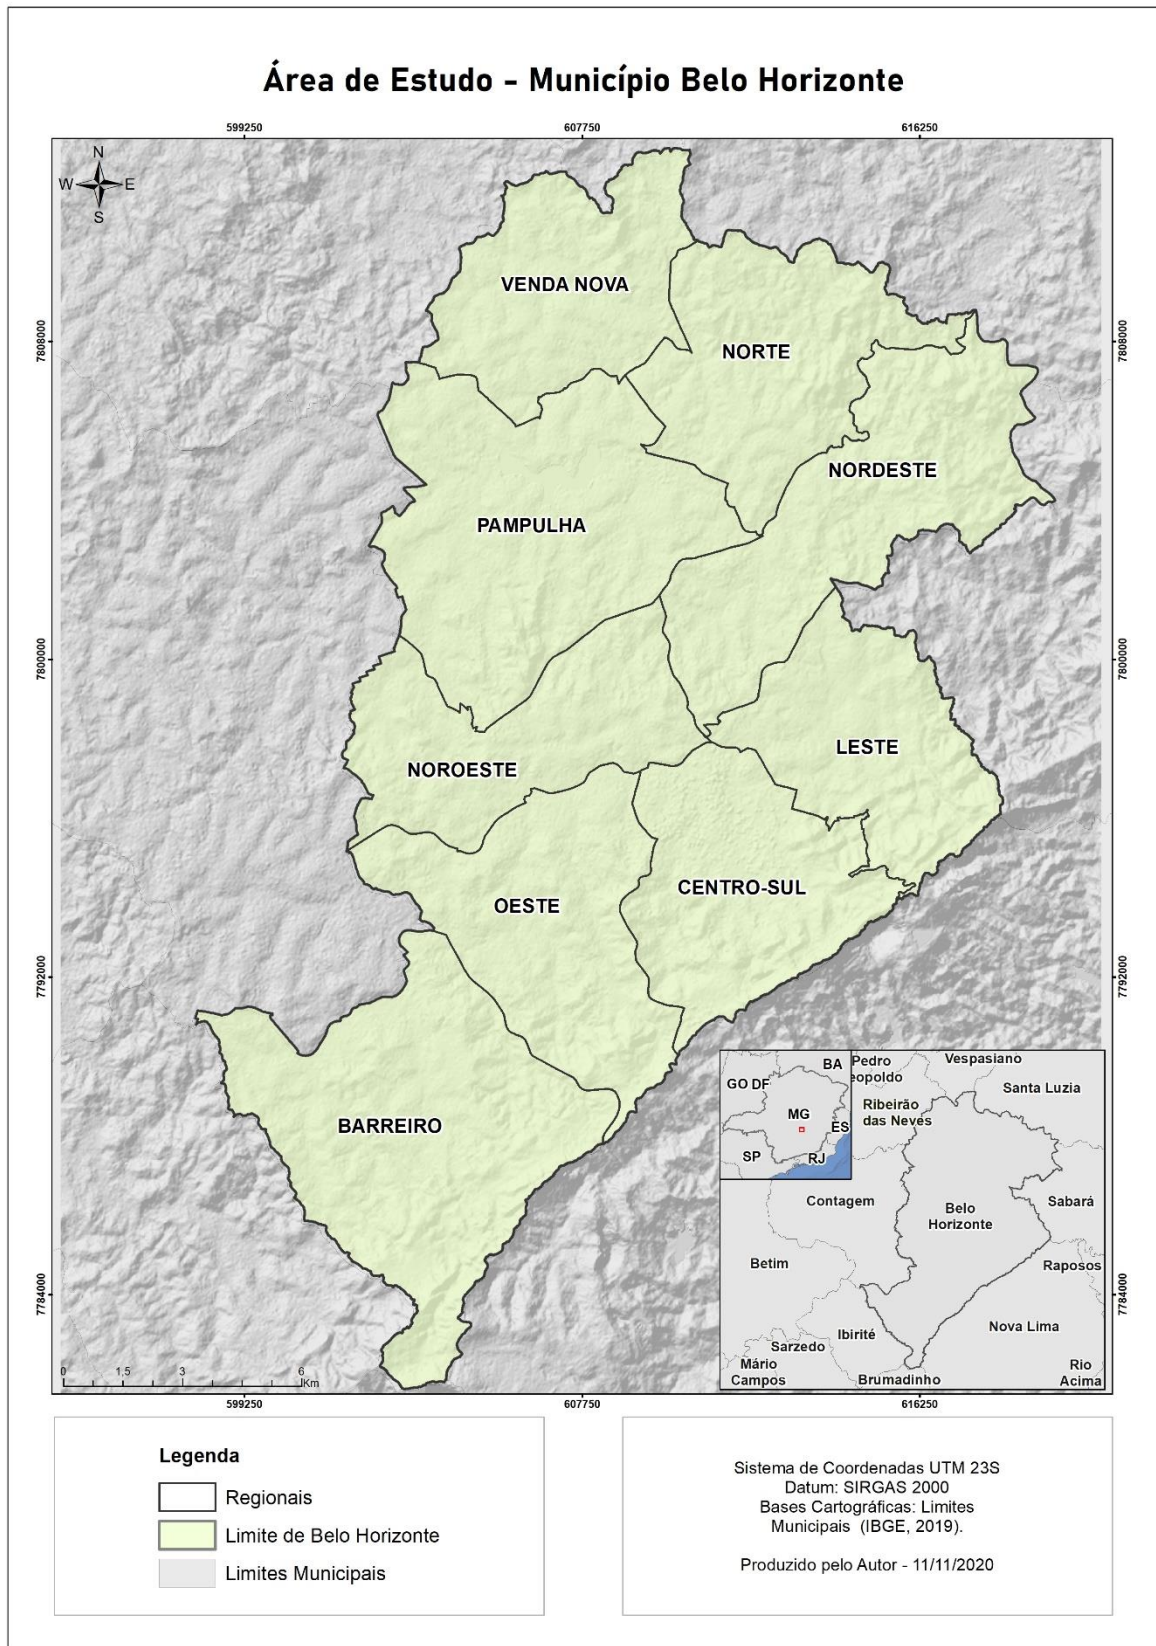 Área de Estudo - Município Belo Horizonte
599250 607750 616250
N
W E
S
VENDA NOVA
7808000 7808000
NORTE
NORDESTE
PAMPULHA
7800000 7800000
LESTE
NOROESTE
CENTRO-SUL
OESTE
7792000 7792000
BARREIRO
BA
GO DF
MG
ES
SP
RJ
Pedro
eopoldo
Vespasiano
Santa Luzia
Ribeirão
das Neves
Contagem
Belo
Horizonte
Sabará
Betim
Raposos
7784000 7784000
Nova Lima
Ibirité
Sarzedo
Mário
Campos
Brumadinho
Rio
Acima
0 1,5 3 6
Km
599250 607750 616250
Legenda
Regionais
Limite de Belo Horizonte
Limites Municipais
Sistema de Coordenadas UTM 23S
Datum: SIRGAS 2000
Bases Cartográficas: Limites
Municipais (IBGE, 2019).
Produzido pelo Autor - 11/11/2020